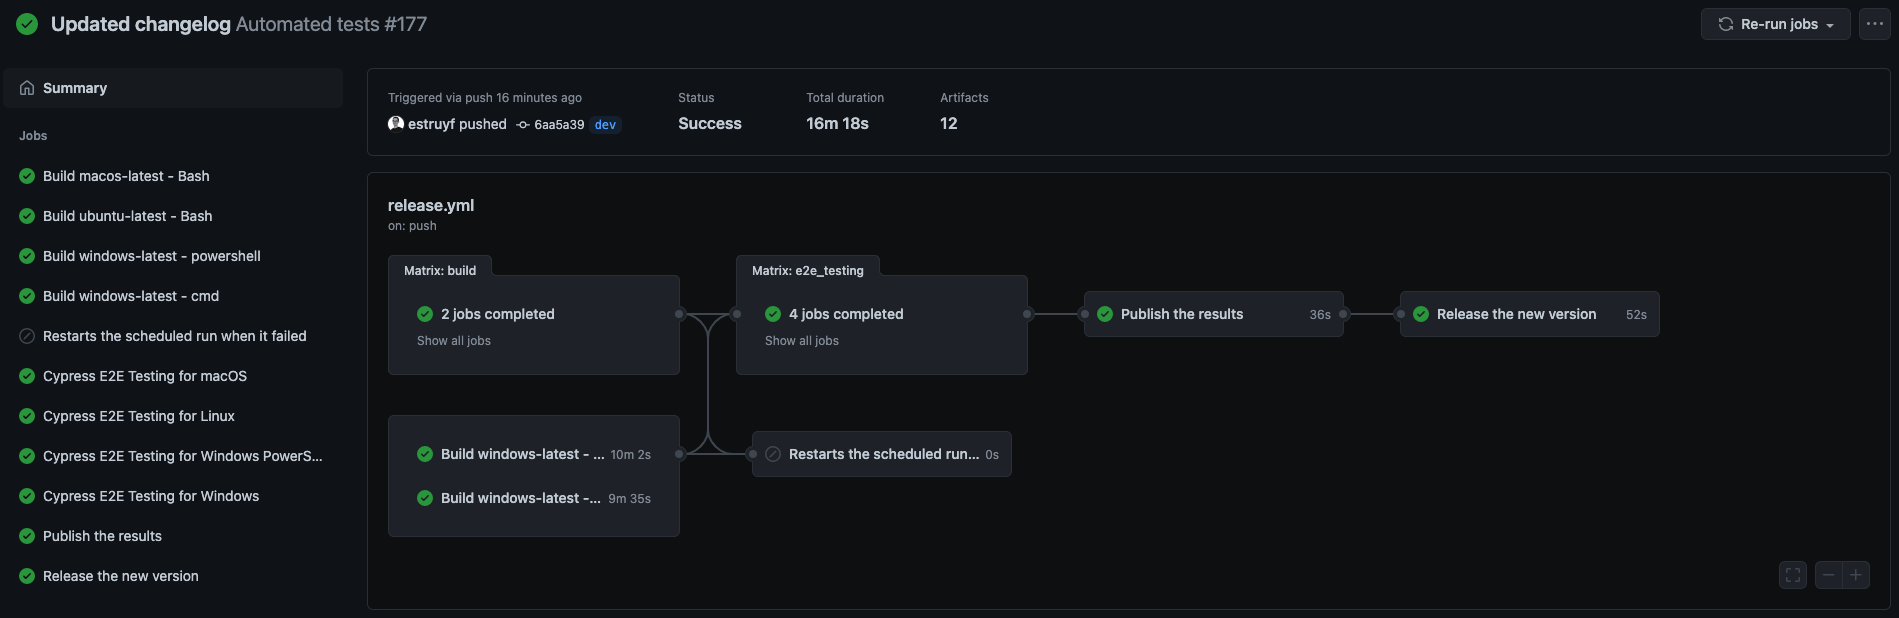 Updated changelog Automated tests #177
Re-run jobs
Summary
Jobs
Build macos-latest - Bash
Build ubuntu-latest - Bash
Build windows-latest - powershell
Build windows-latest - cmd
Restarts the scheduled run when it failed
Cypress E2E Testing for macOS
Cypress E2E Testing for Linux
Cypress E2E Testing for Windows PowerS...
Cypress E2E Testing for Windows
Publish the results
Release the new version
Triggered via push 16 minutes ago
estruyf pushed 6aa5a39 dev
Status
Success
Total duration
16m 18s
Artifacts
12
release.yml
on: push
Matrix: build
2 jobs completed
Show all jobs
Matrix: e2e_testing
4 jobs completed
Show all jobs
Publish the results 36s
Release the new version 52s
Build windows-latest - ... 10m 2s
Build windows-latest -... 9m 35s
Restarts the scheduled run... 0s